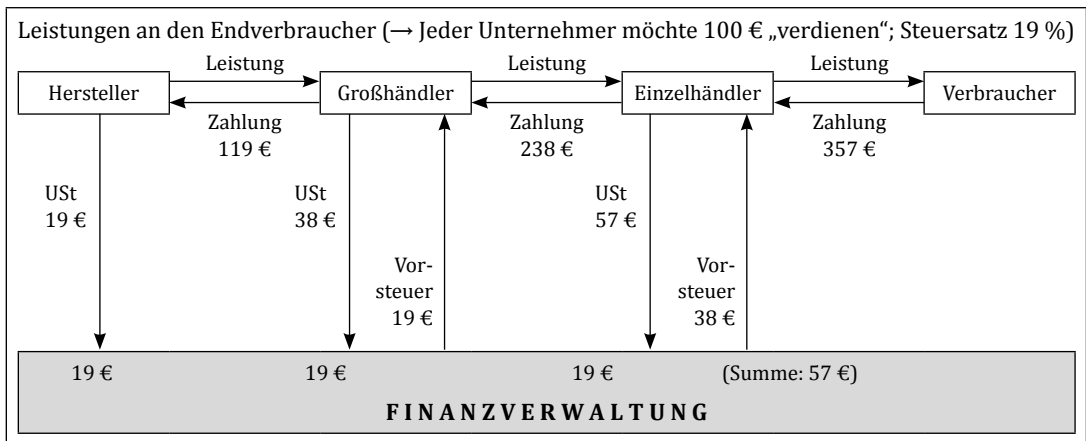 Leistungen an den Endverbraucher (→ Jeder Unternehmer möchte 100 € „verdienen“; Steuersatz 19 %)
Leistung Leistung Leistung
Hersteller Großhändler Einzelhändler Verbraucher
Zahlung Zahlung Zahlung
119 € 238 € 357 €
USt USt USt
19 € 38 € 57 €
Vor- Vor-
steuer steuer
19 € 38 €
19 € 19 € 19 € (Summe: 57 €)
FINANZVERWALTUNG